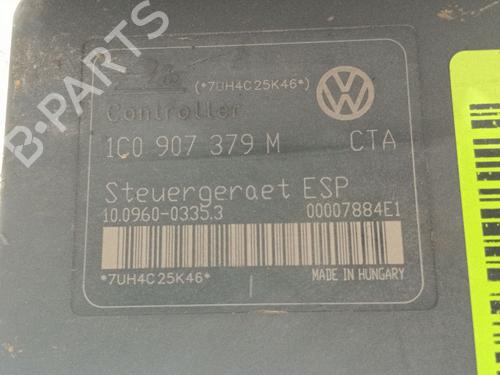 (*7UH4C25K46*)
Controller
1C0 907 379 M CTA
Steuergeraet ESP
10.0960-0335.3 00007884E1
*7UH4C25K46*
MADE IN HUNGARY
B-PARTS